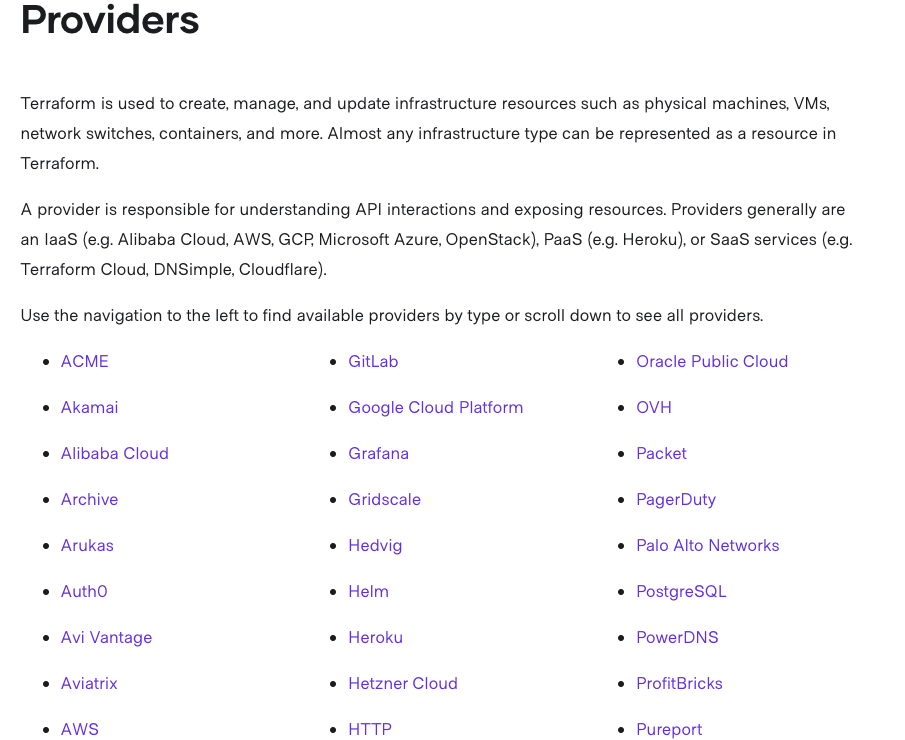 Providers
Terraform is used to create, manage, and update infrastructure resources such as physical machines, VMs,
network switches, containers, and more. Almost any infrastructure type can be represented as a resource in
Terraform.
A provider is responsible for understanding API interactions and exposing resources. Providers generally are
an IaaS (e.g. Alibaba Cloud, AWS, GCP, Microsoft Azure, OpenStack), PaaS (e.g. Heroku), or SaaS services (e.g.
Terraform Cloud, DNSimple, Cloudflare).
Use the navigation to the left to find available providers by type or scroll down to see all providers.
ACME
Akamai
Alibaba Cloud
Archive
Arukas
Auth0
Avi Vantage
Aviatrix
AWS
GitLab
Google Cloud Platform
Grafana
Gridscale
Hedvig
Helm
Heroku
Hetzner Cloud
HTTP
Oracle Public Cloud
OVH
Packet
PagerDuty
Palo Alto Networks
PostgreSQL
PowerDNS
ProfitBricks
Pureport